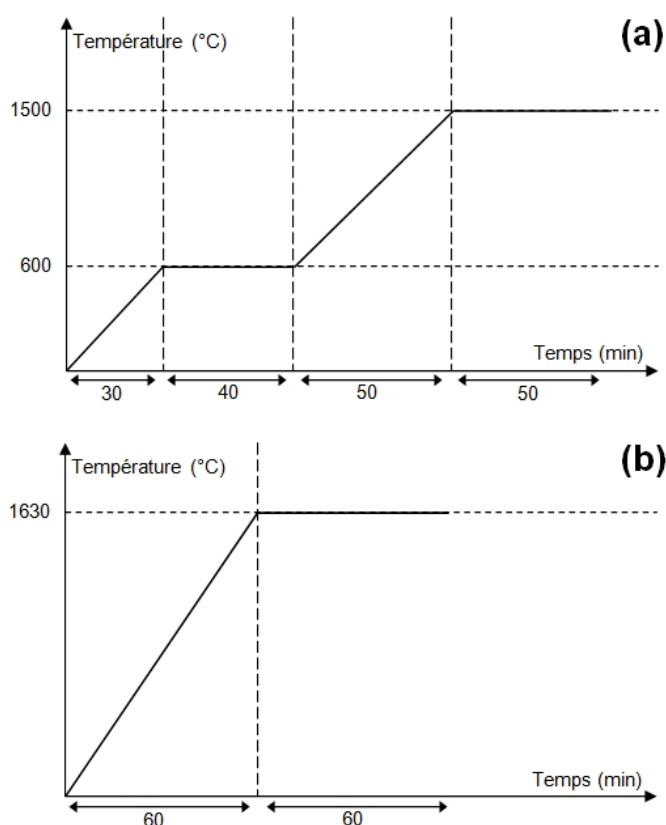 (a)
Température (°C)
1500
600
Temps (min)
30 40 50 50
(b)
Température (°C)
1630
Temps (min)
60 60